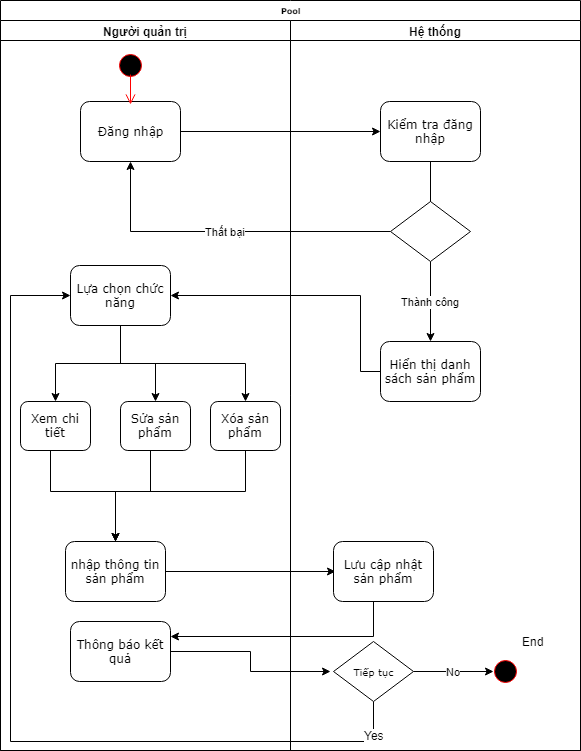 Pool
Người quản trị
Hệ thống
Đăng nhập
Kiểm tra đăng
nhập
Thất bại
Lựa chọn chức
năng
Thành công
Hiển thị danh
sách sản phẩm
Xem chi
tiết
Sửa sản
phẩm
Xóa sản
phẩm
nhập thông tin
sản phẩm
Lưu cập nhật
sản phẩm
Thông báo kết
quả
Tiếp tục
No
End
Yes